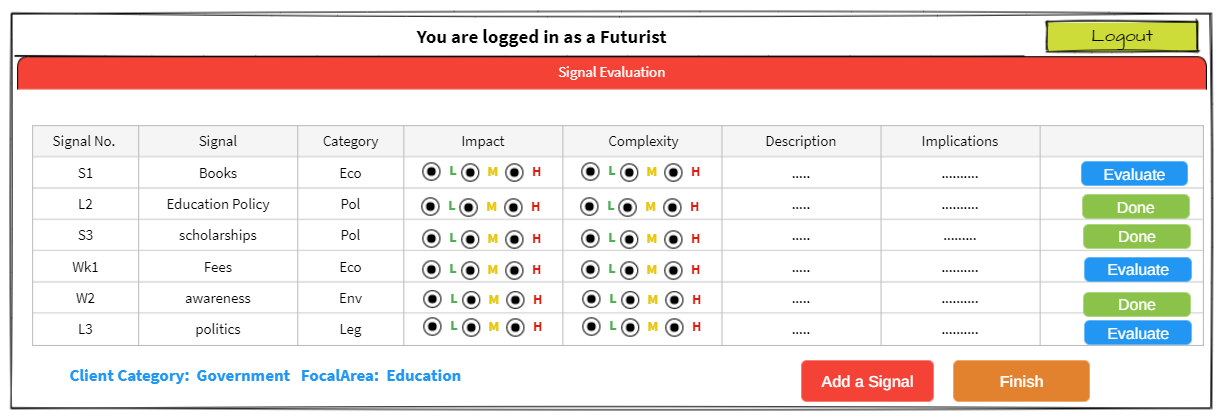 You are logged in as a Futurist Logout
Signal Evaluation
Signal No. Signal Category Impact Complexity Description Implications
S1 Books Eco L M H L M H ..... .......... Evaluate
L2 Education Policy Pol L M H L M H ..... .......... Done
S3 scholarships Pol L M H L M H ..... ......... Done
Wk1 Fees Eco L M H L M H ..... .......... Evaluate
W2 awareness Env L M H L M H ..... .......... Done
L3 politics Leg L M H L M H ..... .......... Evaluate
Client Category: Government FocalArea: Education Add a Signal Finish